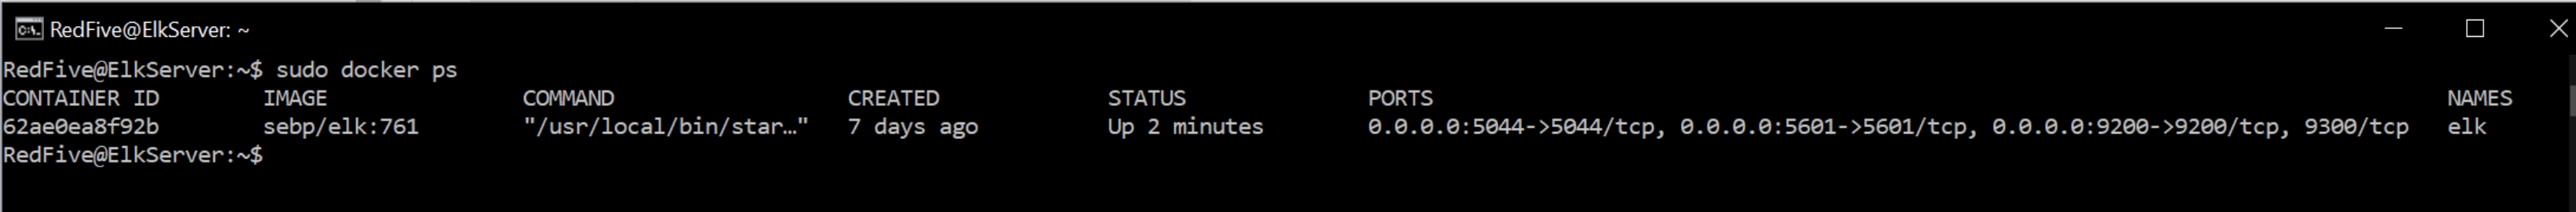 RedFive@ElkServer: ~
RedFive@ElkServer:~$ sudo docker ps
CONTAINER ID IMAGE COMMAND CREATED STATUS PORTS NAMES
62ae0ea8f92b sebp/elk:761 "/usr/local/bin/star…" 7 days ago Up 2 minutes 0.0.0.0:5044->5044/tcp, 0.0.0.0:5601->5601/tcp, 0.0.0.0:9200->9200/tcp, 9300/tcp elk
RedFive@ElkServer:~$